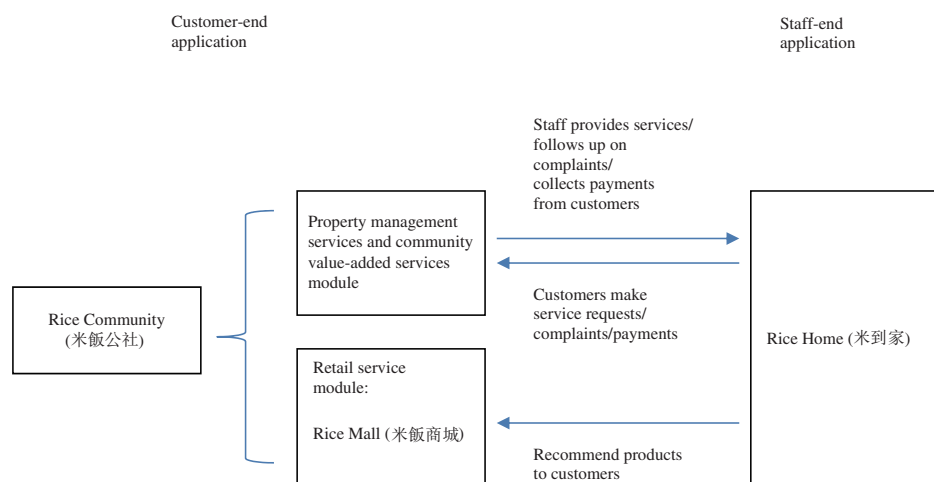 Customer-end
application
Staff-end
application
Staff provides services/
follows up on
complaints/
collects payments
from customers
Property management
services and community
value-added services
module
Customers make
service requests/
complaints/payments
Rice Community
(米飯公社)
Rice Home (米到家)
Retail service
module:
Rice Mall (米飯商城)
Recommend products
to customers